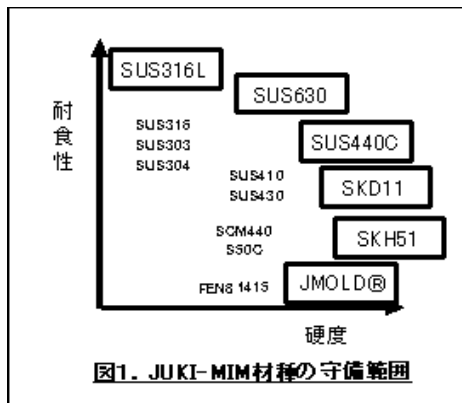 SUS316L
SUS630
耐食性
SUS316
SUS303
SUS304
SUS440C
SUS410
SUS430
SKD11
SCM440
S50C
SKH51
FEN8 1415
JMOLD®
硬度
図1. JUKI-MIM材種の守備範囲